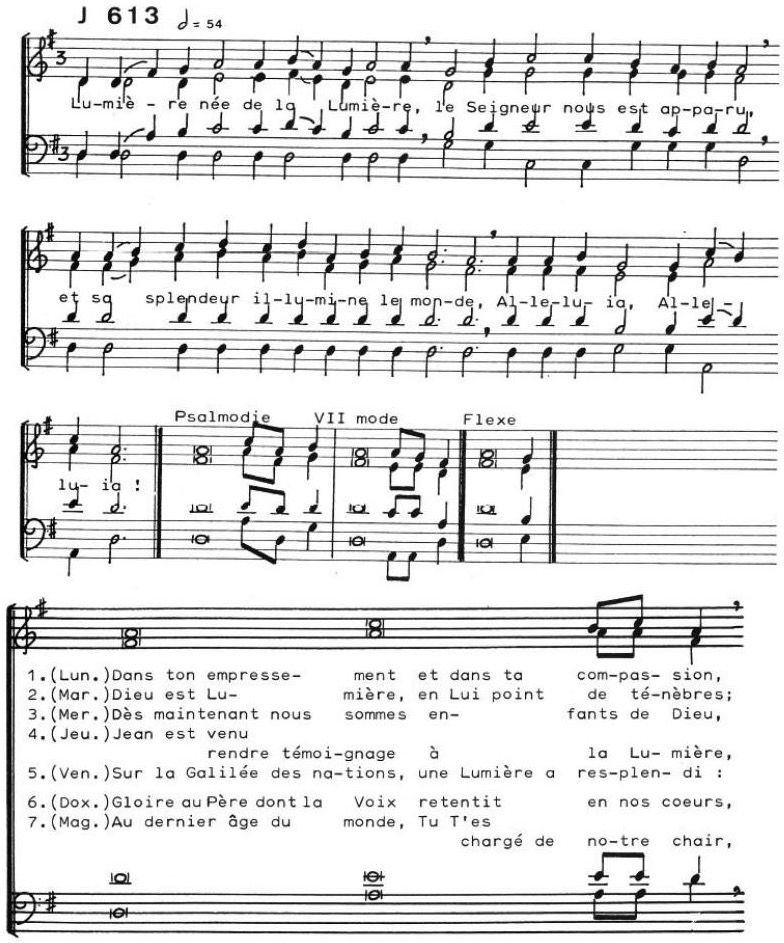 J 613 𝅗𝅥 = 54
3
Lu-miè - re née de la Lumiè-re, le Seigneur nous est ap-pa-ru,
3
et sa splendeur il-lu-mi-ne le mon-de, Al-le-lu- ia, Al-le -
Psalmodie VII mode Flexe
lu- ia !
1.(Lun.)Dans ton empresse- ment et dans ta com-pas- sion,
2.(Mar.)Dieu est Lu- mière, en Lui point de té-nèbres;
3.(Mer.)Dès maintenant nous sommes en- fants de Dieu,
4.(Jeu.)Jean est venu
rendre témoi-gnage à la Lu- mière,
5.(Ven.)Sur la Galilée des na-tions, une Lumière a res-plen- di :
6.(Dox.)Gloire au Père dont la Voix retentit en nos coeurs,
7.(Mag.)Au dernier âge du monde, Tu T'es
chargé de no-tre chair,